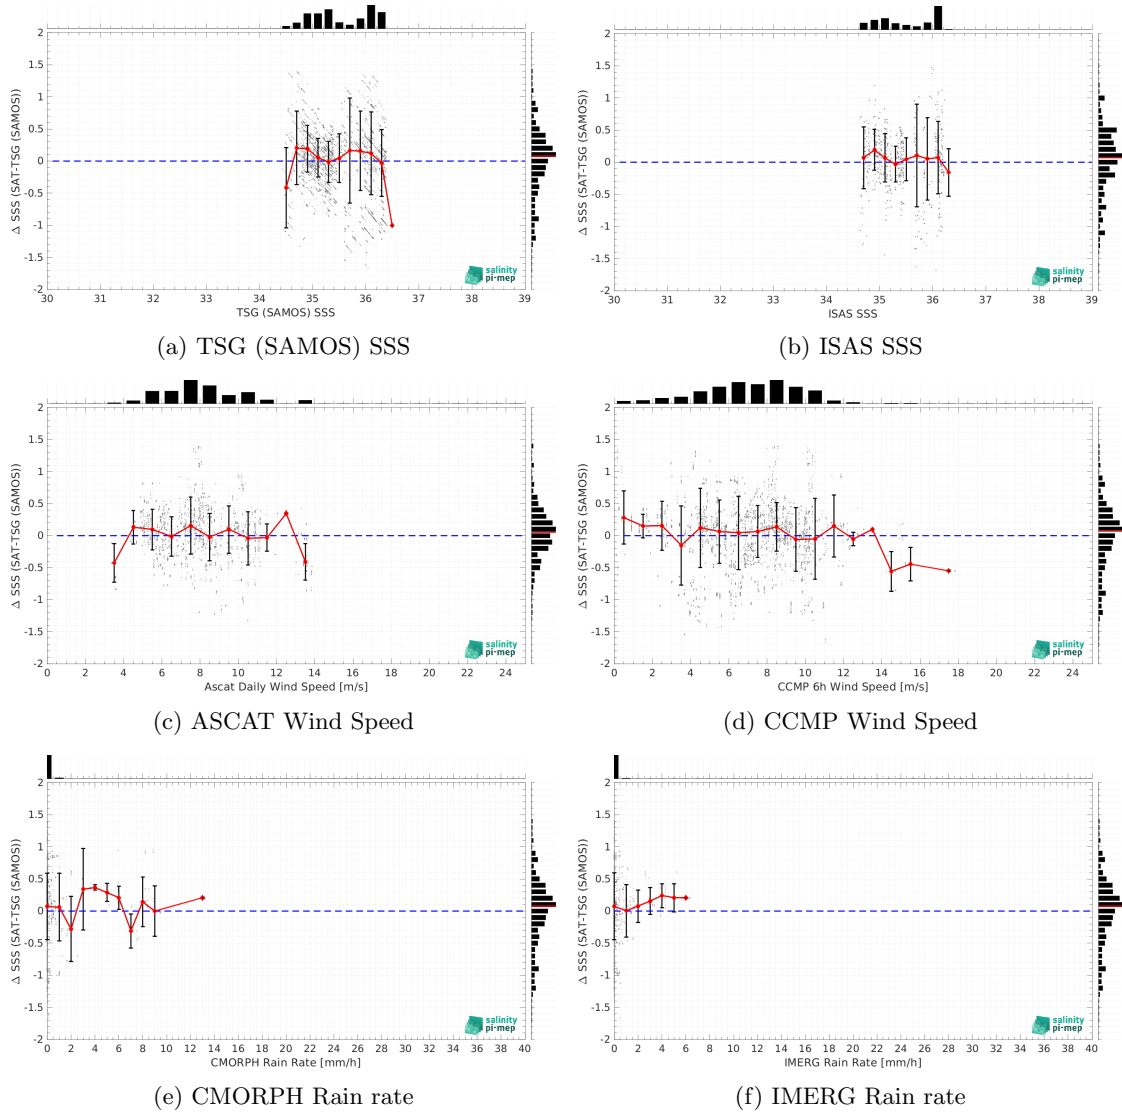 2
1.5
1
0.5
0
-0.5
-1
-1.5
-2
Δ SSS (SAT-TSG (SAMOS))
30 31 32 33 34 35 36 37 38 39
TSG (SAMOS) SSS
salinity
pi-mep
(a) TSG (SAMOS) SSS
2
1.5
1
0.5
0
-0.5
-1
-1.5
-2
Δ SSS (SAT-TSG (SAMOS))
30 31 32 33 34 35 36 37 38 39
ISAS SSS
salinity
pi-mep
(b) ISAS SSS
2
1.5
1
0.5
0
-0.5
-1
-1.5
-2
Δ SSS (SAT-TSG (SAMOS))
0 2 4 6 8 10 12 14 16 18 20 22 24
Ascat Daily Wind Speed [m/s]
salinity
pi-mep
(c) ASCAT Wind Speed
2
1.5
1
0.5
0
-0.5
-1
-1.5
-2
Δ SSS (SAT-TSG (SAMOS))
0 2 4 6 8 10 12 14 16 18 20 22 24
CCMP 6h Wind Speed [m/s]
salinity
pi-mep
(d) CCMP Wind Speed
2
1.5
1
0.5
0
-0.5
-1
-1.5
-2
Δ SSS (SAT-TSG (SAMOS))
0 2 4 6 8 10 12 14 16 18 20 22 24 26 28 30 32 34 36 38 40
CMORPH Rain Rate [mm/h]
salinity
pi-mep
(e) CMORPH Rain rate
2
1.5
1
0.5
0
-0.5
-1
-1.5
-2
Δ SSS (SAT-TSG (SAMOS))
0 2 4 6 8 10 12 14 16 18 20 22 24 26 28 30 32 34 36 38 40
IMERG Rain Rate [mm/h]
salinity
pi-mep
(f) IMERG Rain rate